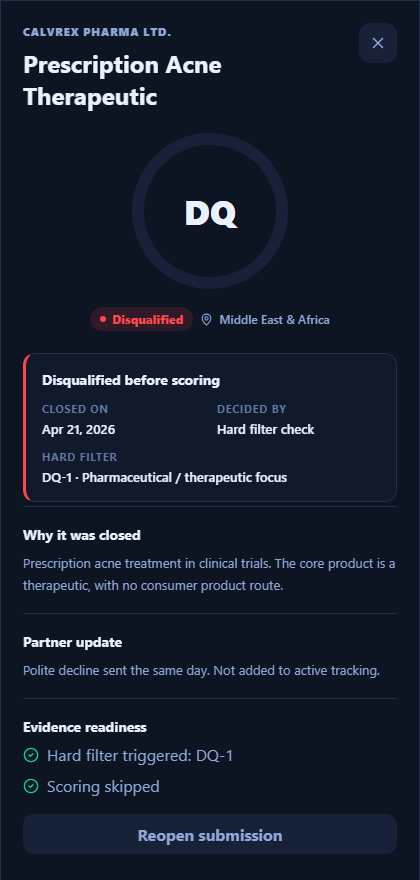 CALVREX PHARMA LTD.
Prescription Acne
Therapeutic
DQ
Disqualified
Middle East & Africa
Disqualified before scoring
CLOSED ON
DECIDED BY
Apr 21, 2026
Hard filter check
HARD FILTER
DQ-1 · Pharmaceutical / therapeutic focus
Why it was closed
Prescription acne treatment in clinical trials. The core product is a
therapeutic, with no consumer product route.
Partner update
Polite decline sent the same day. Not added to active tracking.
Evidence readiness
Hard filter triggered: DQ-1
Scoring skipped
Reopen submission